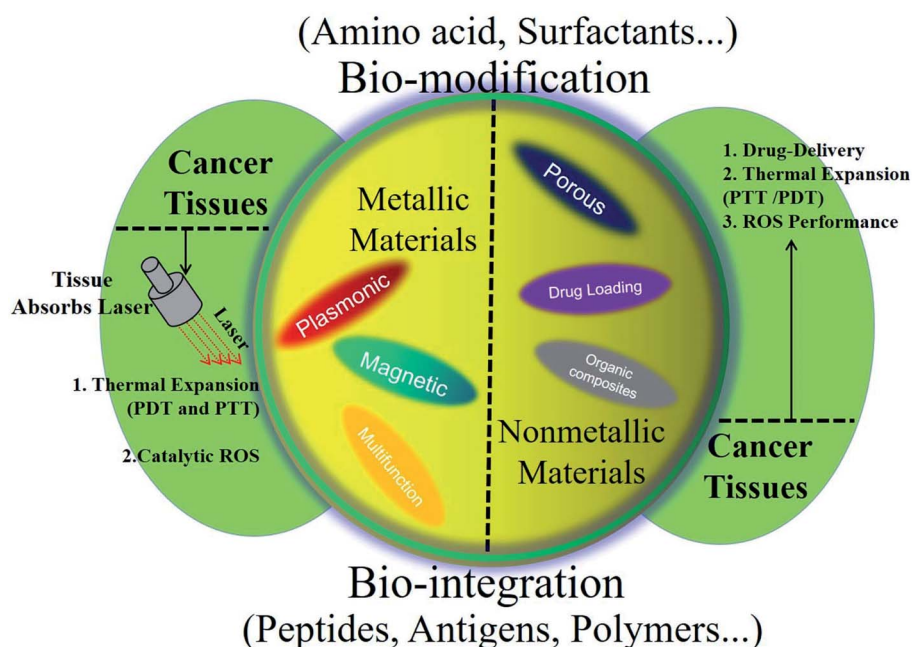 (Amino acid, Surfactants...)
Bio-modification
Cancer
Tissues
Tissue
Absorbs Laser
Laser
1. Thermal Expansion
(PDT and PTT)
2.Catalytic ROS
Metallic
Materials
Plasmonic
Magnetic
Multifunction
Porous
Drug Loading
Organic
composites
Nonmetallic
Materials
1. Drug-Delivery
2. Thermal Expansion
(PTT /PDT)
3. ROS Performance
Cancer
Tissues
Bio-integration
(Peptides, Antigens, Polymers...)